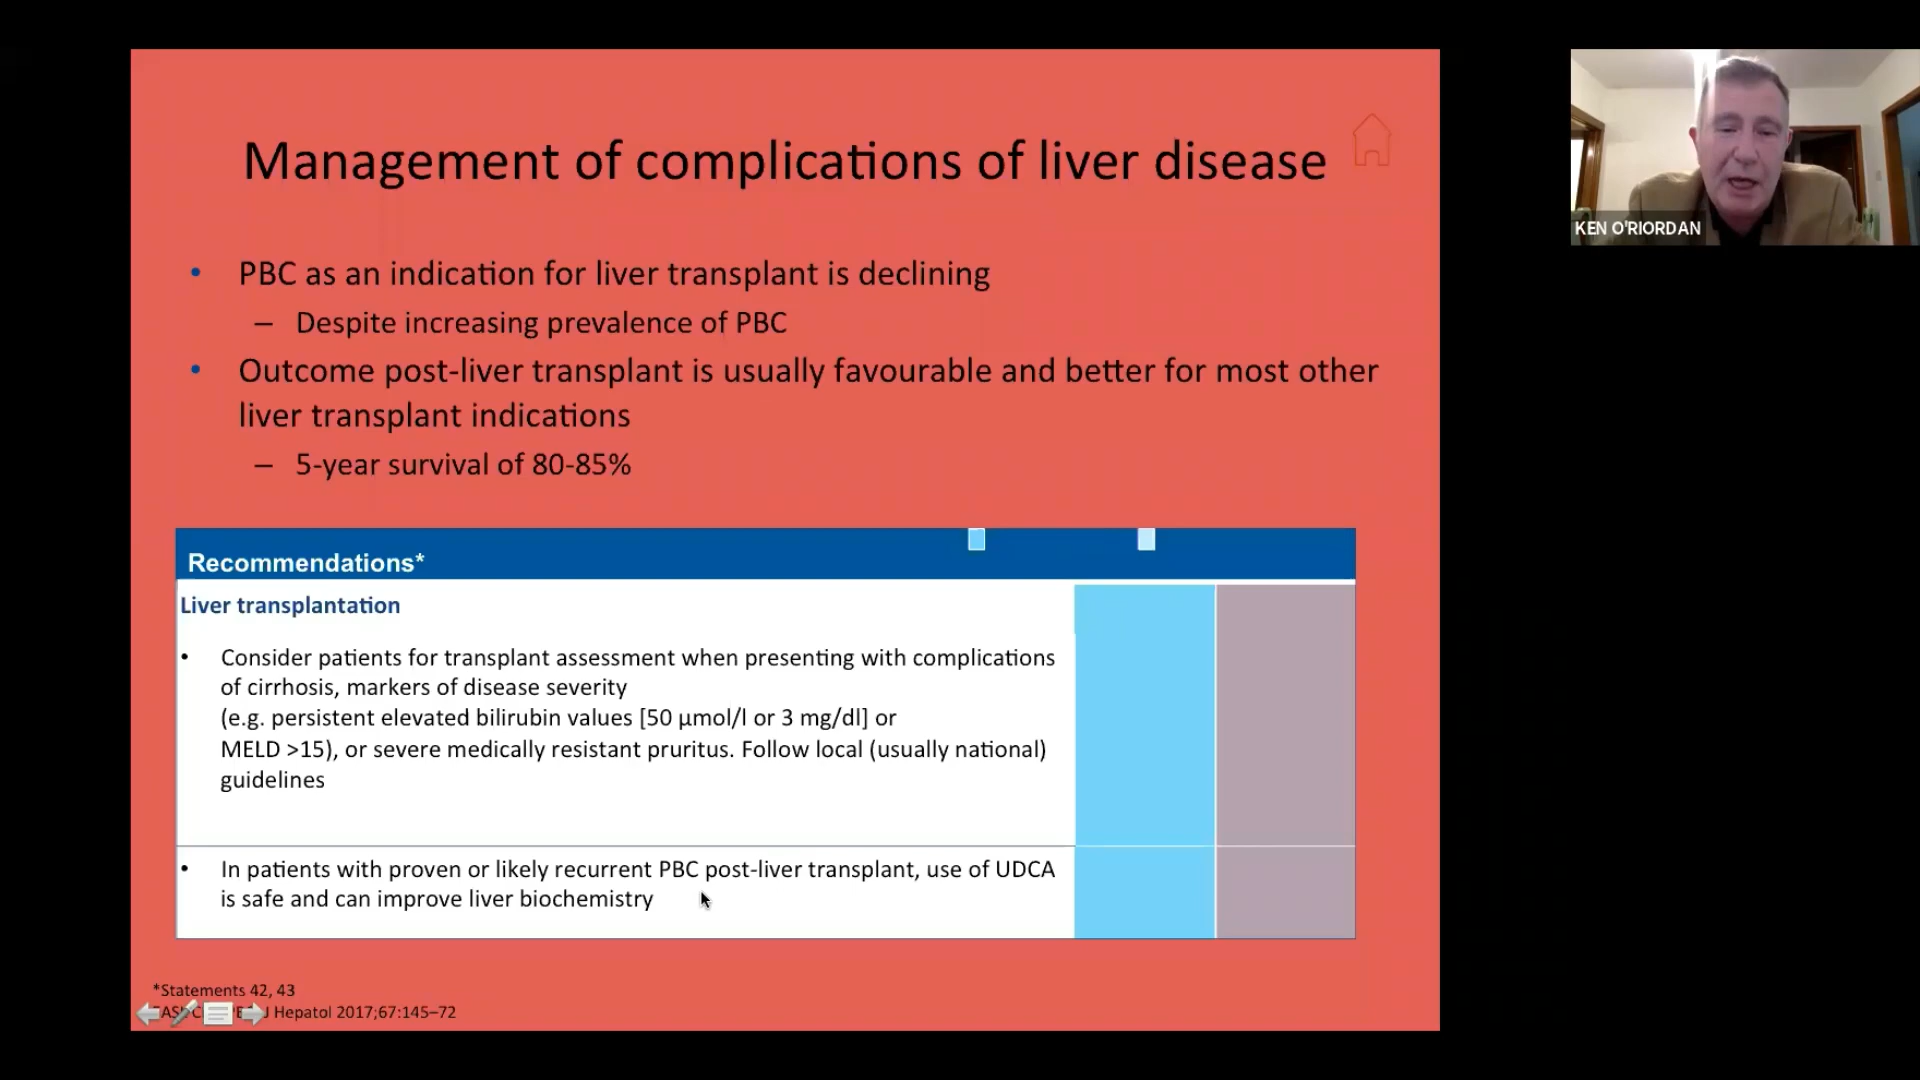 Management of complications of liver disease
KEN O'RIORDAN
• PBC as an indication for liver transplant is declining
– Despite increasing prevalence of PBC
• Outcome post-liver transplant is usually favourable and better for most other
liver transplant indications
– 5-year survival of 80-85%
Recommendations*
Liver transplantation
• Consider patients for transplant assessment when presenting with complications
of cirrhosis, markers of disease severity
(e.g. persistent elevated bilirubin values [50 μmol/l or 3 mg/dl] or
MELD >15), or severe medically resistant pruritus. Follow local (usually national)
guidelines
• In patients with proven or likely recurrent PBC post-liver transplant, use of UDCA
is safe and can improve liver biochemistry
*Statements 42, 43
J Hepatol 2017;67:145–72